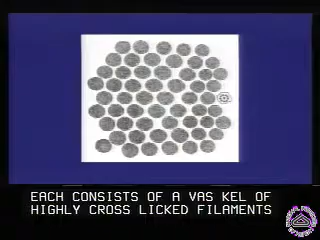 EACH CONSISTS OF A VAS KEL OF
HIGHLY CROSS LICKED FILAMENTS